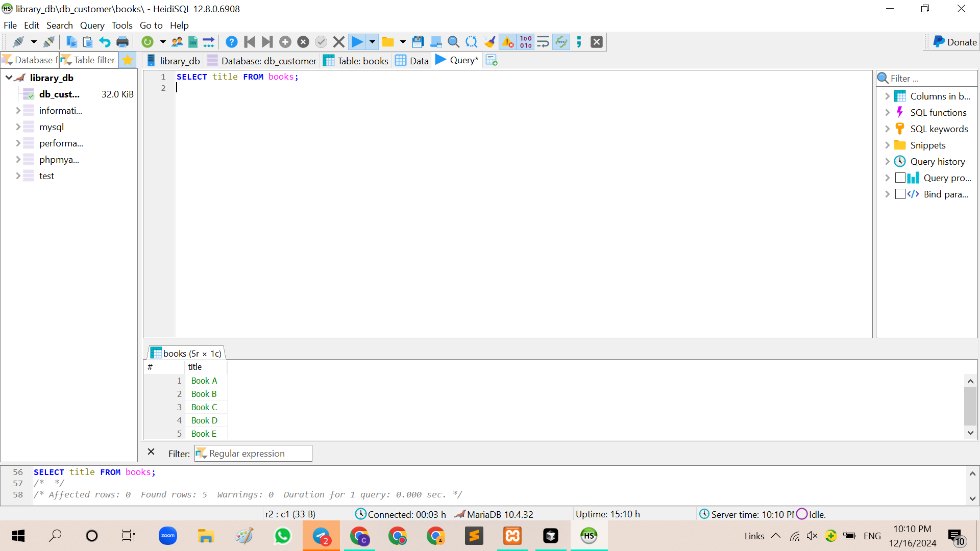 library_db\db_customer\books\ - HeidiSQL 12.8.0.6908
File Edit Search Query Tools Go to Help
Donate
Database f Table filter library_db Database: db_customer Table: books Data Query*
library_db
db_cust... 32.0 KiB
informati...
mysql
performa...
phpmya...
test
1 SELECT title FROM books;
2
Filter ...
Columns in b...
SQL functions
SQL keywords
Snippets
Query history
Query pro...
Bind para...
books (5r × 1c)
# title
1 Book A
2 Book B
3 Book C
4 Book D
5 Book E
Filter: Regular expression
56 SELECT title FROM books;
57 /* */
58 /* Affected rows: 0 Found rows: 5 Warnings: 0 Duration for 1 query: 0.000 sec. */
r2 : c1 (33 B) Connected: 00:03 h MariaDB 10.4.32 Uptime: 15:10 h Server time: 10:10 PM Idle.
zoom
Links ENG 10:10 PM
12/16/2024
10